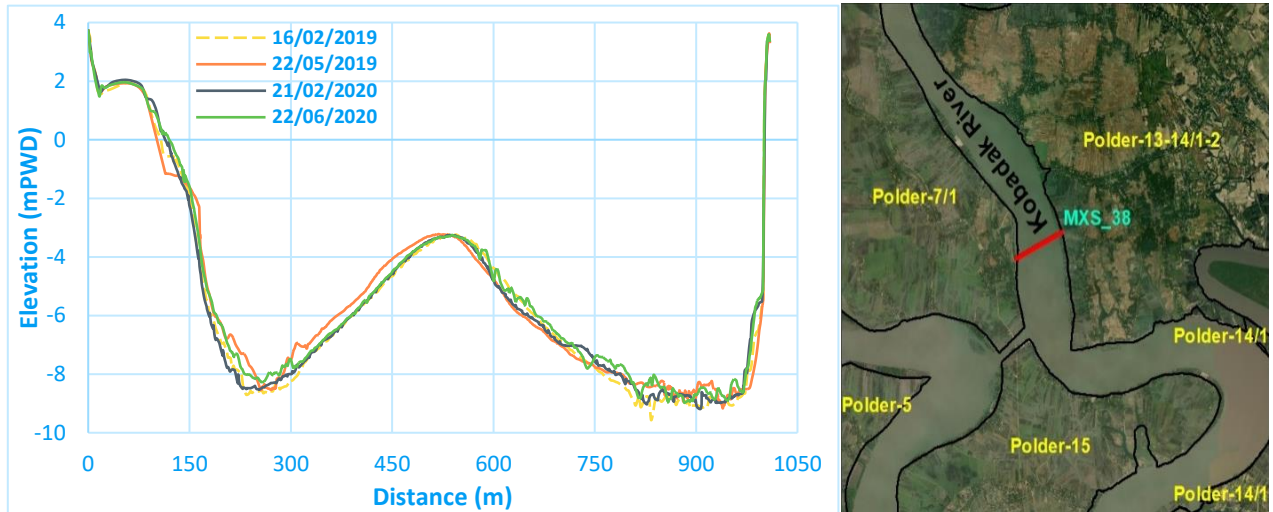 4
2
0
-2
-4
-6
-8
-10
Elevation (mPWD)
16/02/2019
22/05/2019
21/02/2020
22/06/2020
0
150
300
450
600
750
900
1050
Distance (m)
Kobadak River
Polder-13-14/1-2
Polder-7/1
MXS_38
Polder-14/1
Polder-5
Polder-15
Polder-14/1